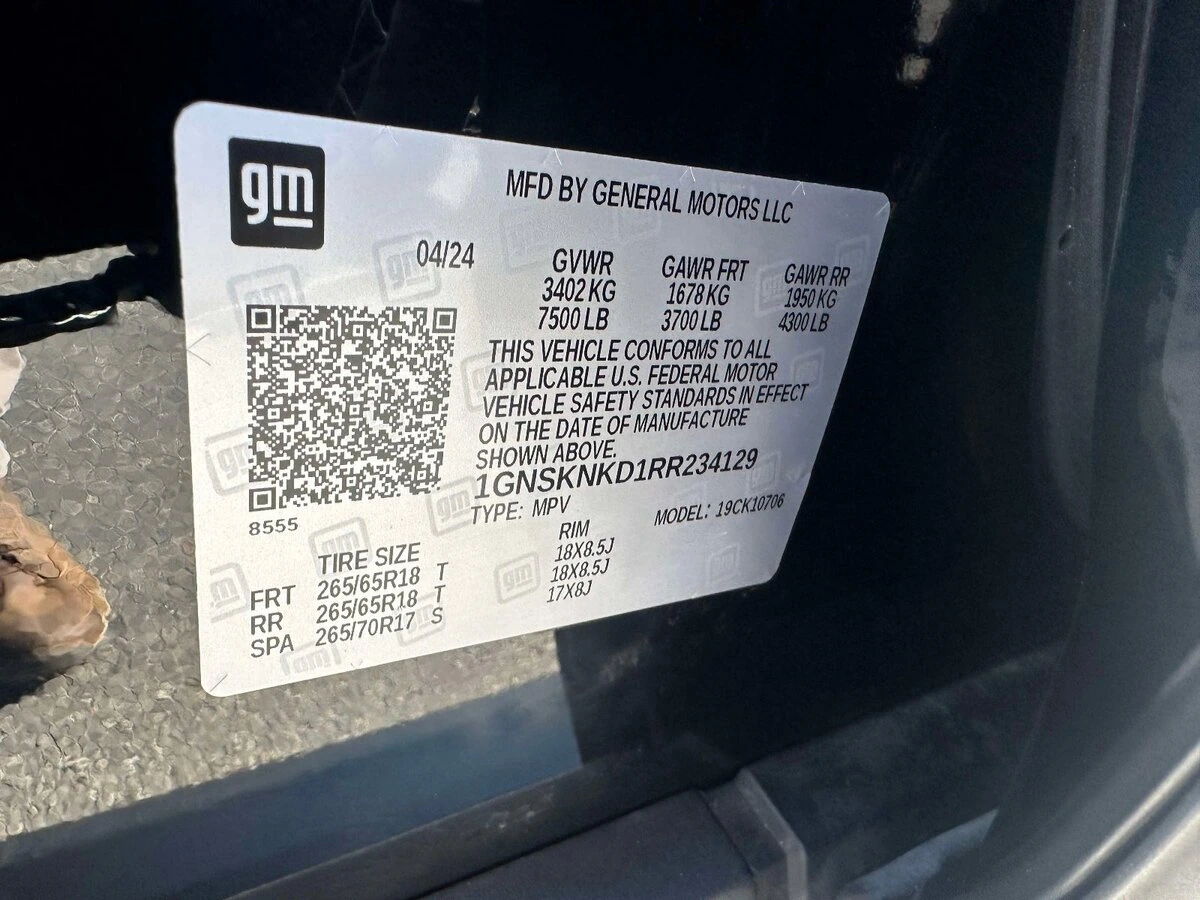 gm
MFD BY GENERAL MOTORS LLC
04/24
GVWR GAWR FRT GAWR RR
3402 KG 1678 KG 1950 KG
7500 LB 3700 LB 4300 LB
THIS VEHICLE CONFORMS TO ALL
APPLICABLE U.S. FEDERAL MOTOR
VEHICLE SAFETY STANDARDS IN EFFECT
ON THE DATE OF MANUFACTURE
SHOWN ABOVE.
1GNSKNKD1RR234129
TYPE: MPV MODEL: 19CK10706
8555
TIRE SIZE RIM
FRT 265/65R18 T 18X8.5J
RR 265/65R18 T 18X8.5J
SPA 265/70R17 S 17X8J